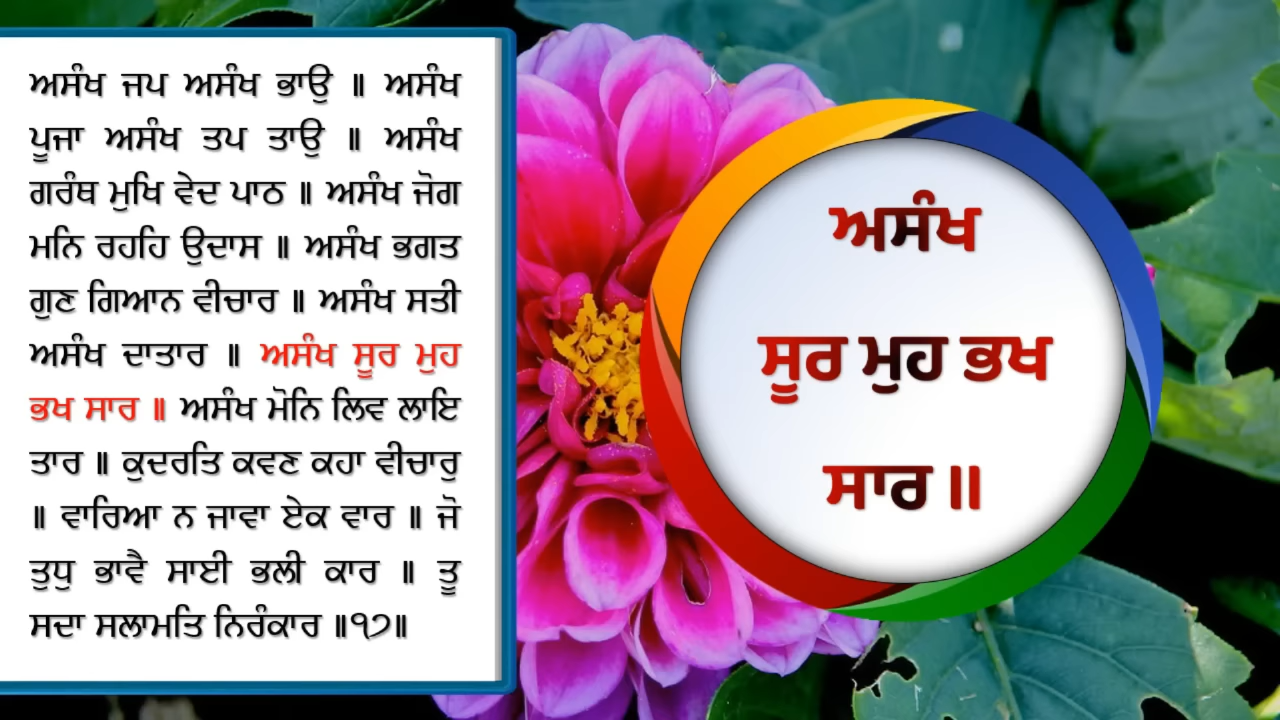 ਅਸੰਖ ਜਪ ਅਸੰਖ ਭਾਉ ॥ ਅਸੰਖ
ਪੂਜਾ ਅਸੰਖ ਤਪ ਤਾਉ ॥ ਅਸੰਖ
ਗਰੰਥ ਮੁਖਿ ਵੇਦ ਪਾਠ ॥ ਅਸੰਖ ਜੋਗ
ਮਨਿ ਰਹਹਿ ਉਦਾਸ ॥ ਅਸੰਖ ਭਗਤ
ਗੁਣ ਗਿਆਨ ਵੀਚਾਰ ॥ ਅਸੰਖ ਸਤੀ
ਅਸੰਖ ਦਾਤਾਰ ॥ ਅਸੰਖ ਸੂਰ ਮੁਹ
ਭਖ ਸਾਰ ॥ ਅਸੰਖ ਮੋਨਿ ਲਿਵ ਲਾਇ
ਤਾਰ ॥ ਕੁਦਰਤਿ ਕਵਣ ਕਹਾ ਵੀਚਾਰੁ
॥ ਵਾਰਿਆ ਨ ਜਾਵਾ ਏਕ ਵਾਰ ॥ ਜੋ
ਤੁਧੁ ਭਾਵੈ ਸਾਈ ਭਲੀ ਕਾਰ ॥ ਤੂ
ਸਦਾ ਸਲਾਮਤਿ ਨਿਰੰਕਾਰ ॥੧੭॥
ਅਸੰਖ
ਸੂਰ ਮੁਹ ਭਖ
ਸਾਰ ॥